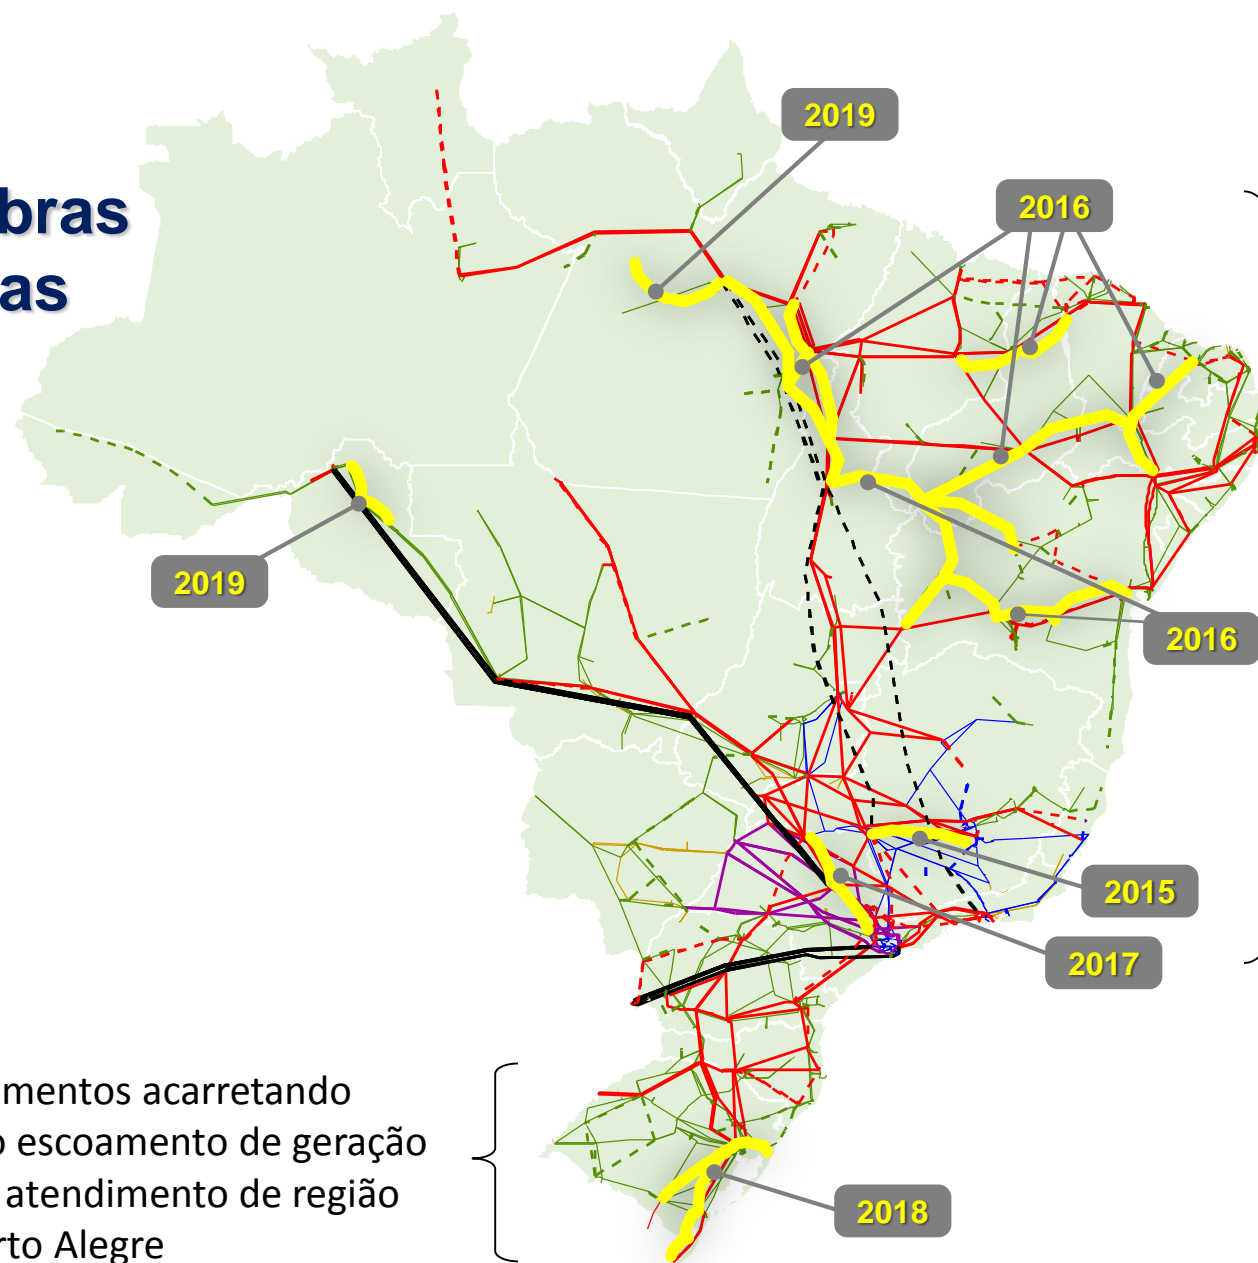 2019
bras
2016
as
2019
2016
2015
2017
mentos acarretando
o escoamento de geração
atendimento de região
rto Alegre
2018